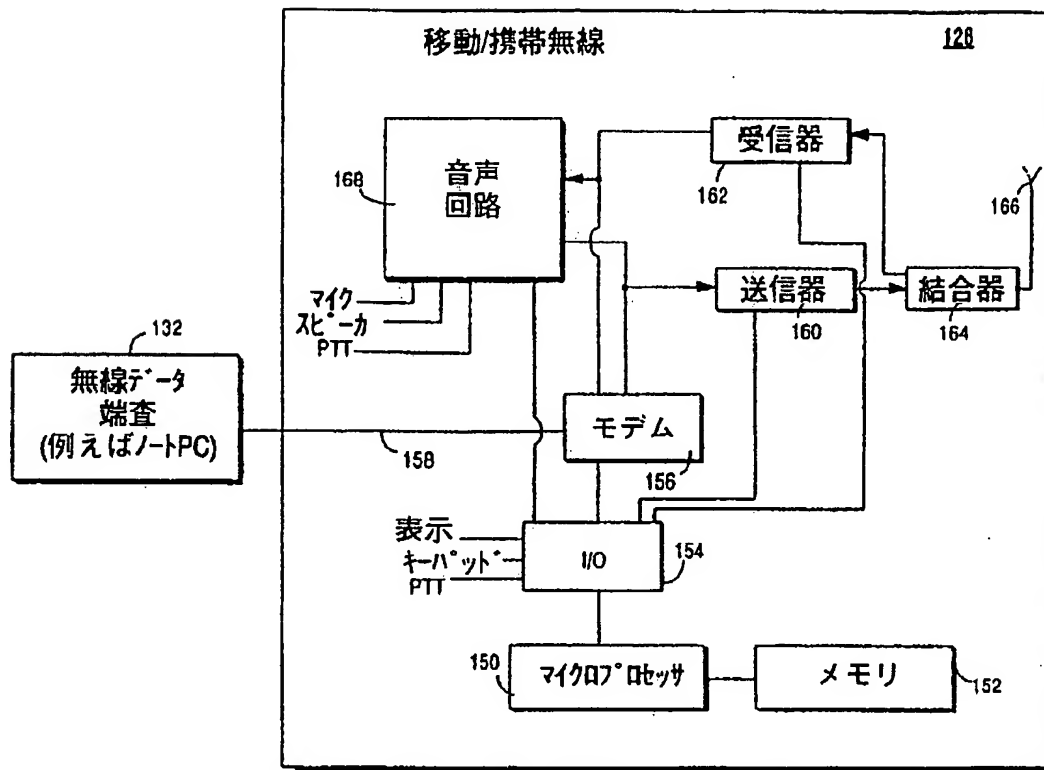 移動/携帯無線
126
受信器
162
音声
回路
168
166
送信器
160
結合器
164
マイク
スピーカ
PTT
132
無線データ
端査
(例えばノートPC)
158
モデム
156
表示
キーパッド
PTT
I/O
154
150
マイクロプロセッサ
メモリ
152